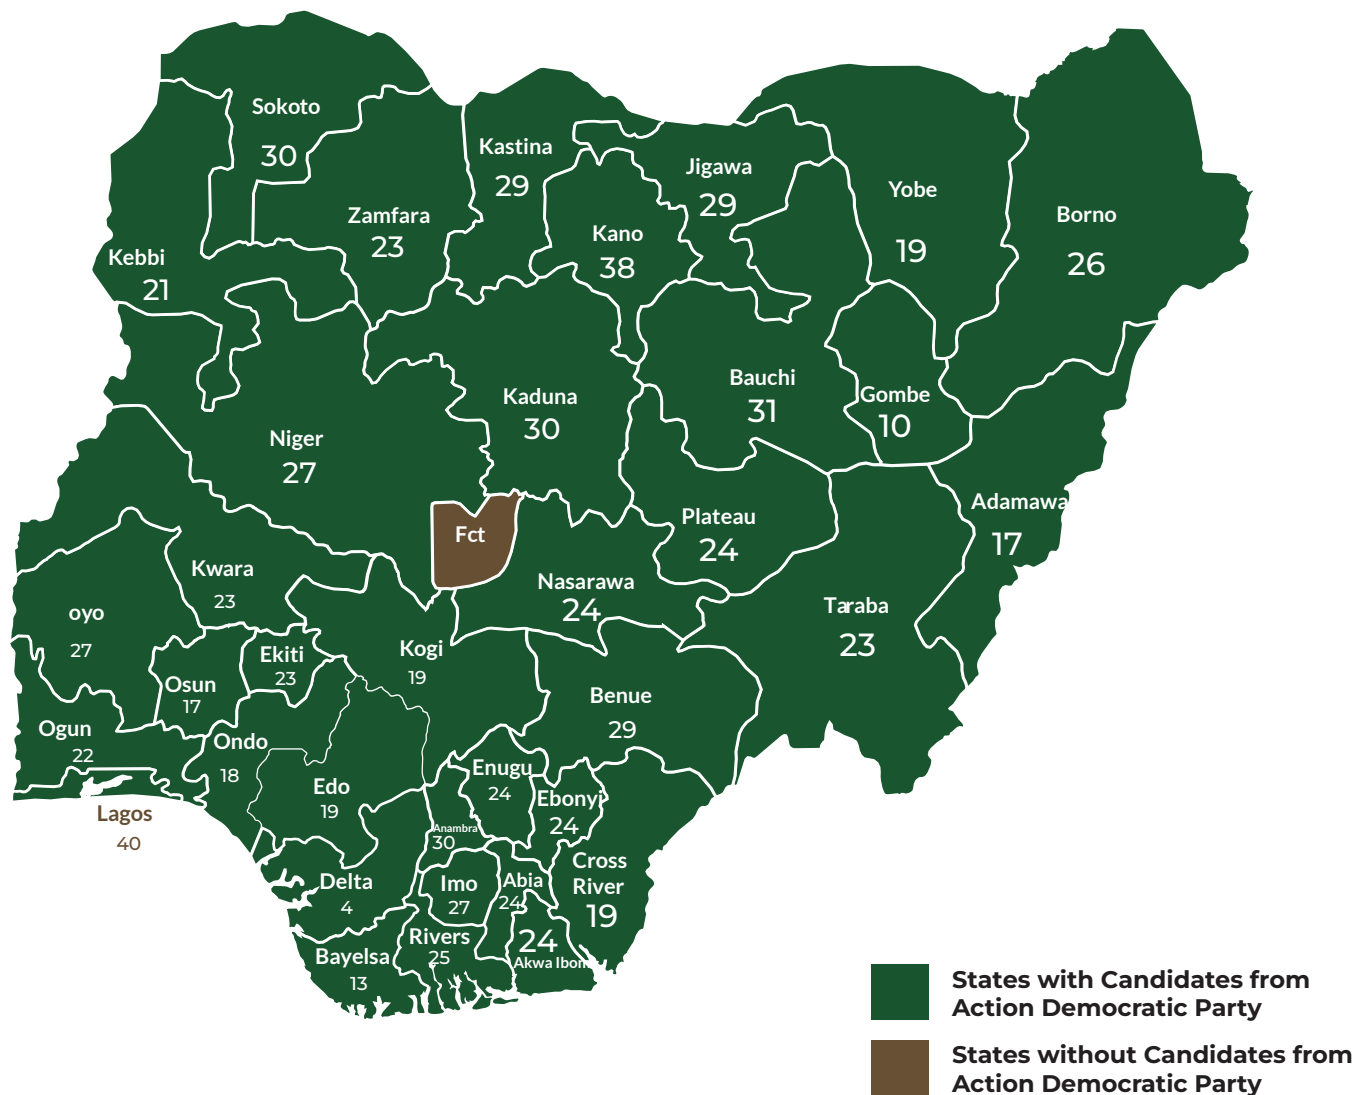 Sokoto
30
Kastina
29
Jigawa
29
Yobe
19
Borno
26
Zamfara
23
Kano
38
Kebbi
21
Bauchi
31
Gombe
10
Kaduna
30
Niger
27
Adamawa
17
Plateau
24
Fct
Nasarawa
24
Taraba
23
Kwara
23
oyo
27
Ekiti
23
Kogi
19
Osun
17
Benue
29
Ogun
22
Ondo
18
Edo
19
Enugu
24
Ebonyi
24
Lagos
40
Anambra
30
Cross
River
19
Delta
4
Imo
27
Abia
24
Rivers
25
24
Akwa Ibom
Bayelsa
13
States with Candidates from
Action Democratic Party
States without Candidates from
Action Democratic Party